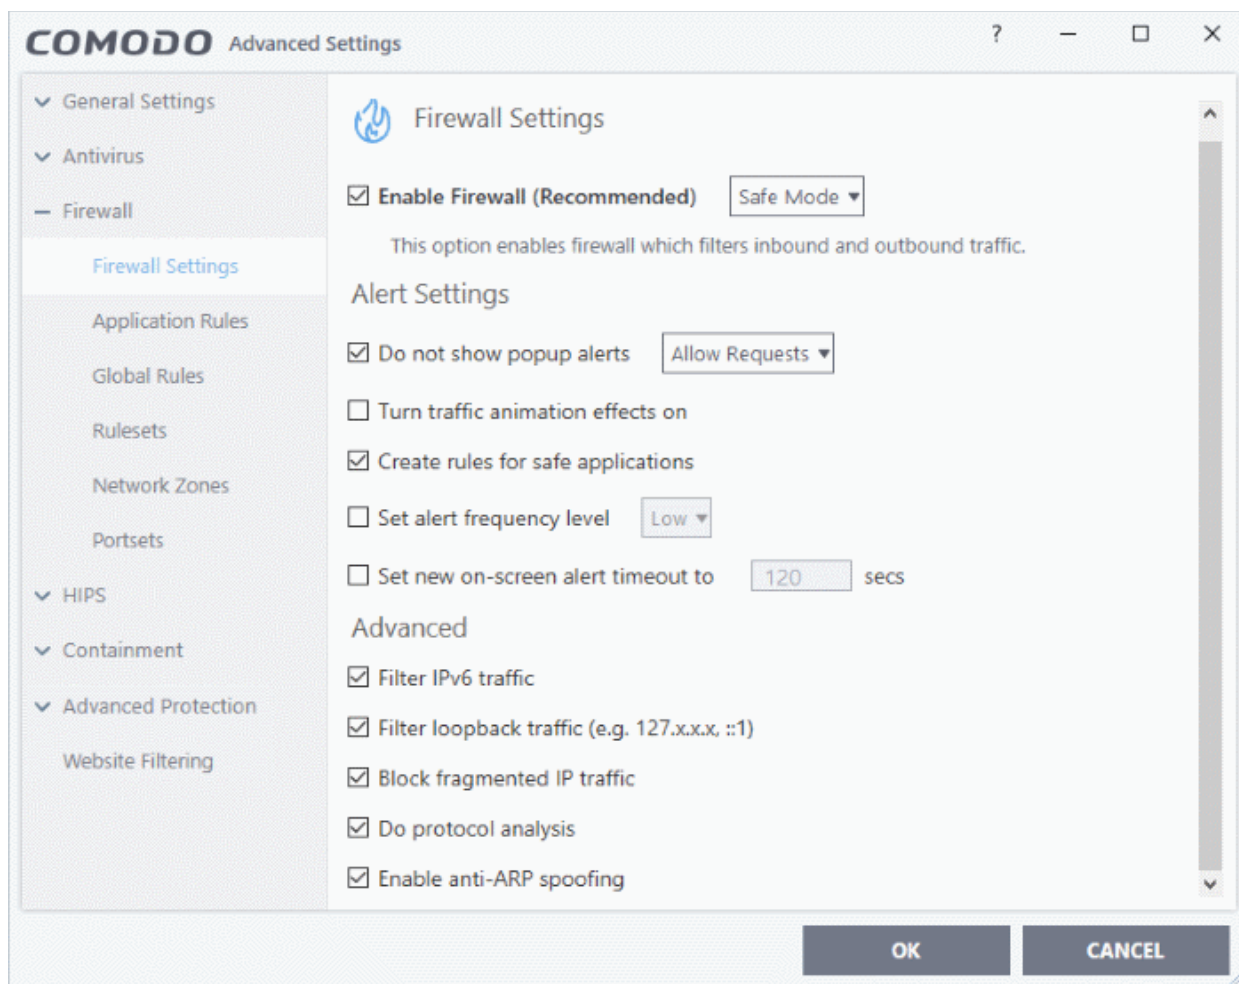 COMODO Advanced Settings ?
General Settings
Antivirus
Firewall
Firewall Settings
Application Rules
Global Rules
Rulesets
Network Zones
Portsets
HIPS
Containment
Advanced Protection
Website Filtering
Firewall Settings
Enable Firewall (Recommended) Safe Mode
This option enables firewall which filters inbound and outbound traffic.
Alert Settings
Do not show popup alerts Allow Requests
Turn traffic animation effects on
Create rules for safe applications
Set alert frequency level Low
Set new on-screen alert timeout to 120 secs
Advanced
Filter IPv6 traffic
Filter loopback traffic (e.g. 127.x.x.x, ::1)
Block fragmented IP traffic
Do protocol analysis
Enable anti-ARP spoofing
OK CANCEL